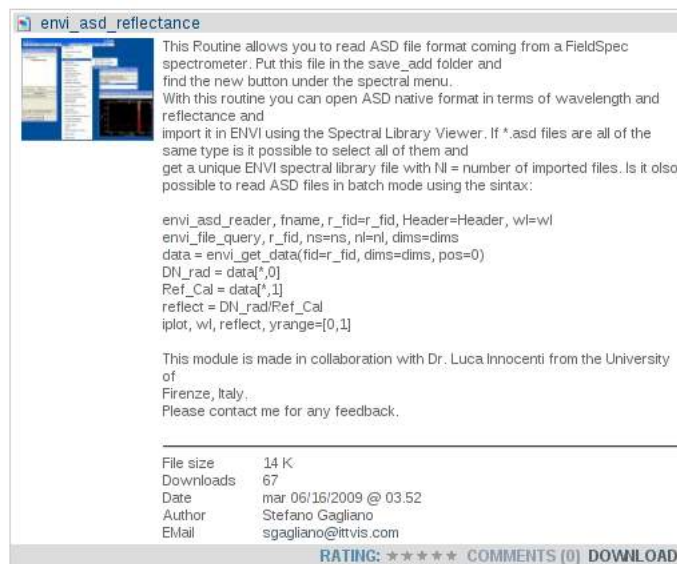 envi_asd_reflectance
This Routine allows you to read ASD file format coming from a FieldSpec
spectrometer. Put this file in the save_add folder and
find the new button under the spectral menu.
With this routine you can open ASD native format in terms of wavelength and
reflectance and
import it in ENVI using the Spectral Library Viewer. If *.asd files are all of the
same type is it possible to select all of them and
get a unique ENVI spectral library file with Nl = number of imported files. Is it olso
possible to read ASD files in batch mode using the sintax:
envi_asd_reader, fname, r_fid=r_fid, Header=Header, wl=wl
envi_file_query, r_fid, ns=ns, nl=nl, dims=dims
data = envi_get_data(fid=r_fid, dims=dims, pos=0)
DN_rad = data[*,0]
Ref_Cal = data[*,1]
reflect = DN_rad/Ref_Cal
iplot, wl, reflect, yrange=[0,1]
This module is made in collaboration with Dr. Luca Innocenti from the University
of
Firenze, Italy.
Please contact me for any feedback.
File size 14 K
Downloads 67
Date mar 06/16/2009 @ 03.52
Author Stefano Gagliano
EMail sgagliano@ittvis.com
RATING: ★★★★★ COMMENTS (0) DOWNLOAD